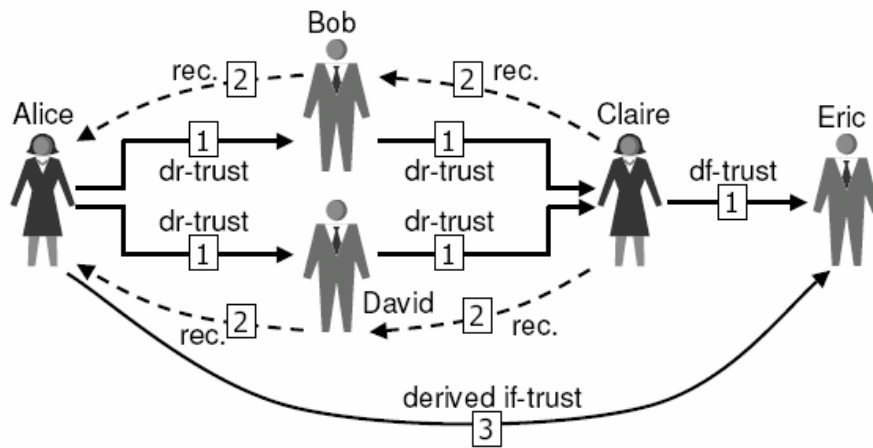 Bob
rec. 2 2 rec.
Alice Claire Eric
1 1 df-trust
dr-trust dr-trust 1
dr-trust dr-trust
1 1
David
rec. 2 2 rec.
derived if-trust
3